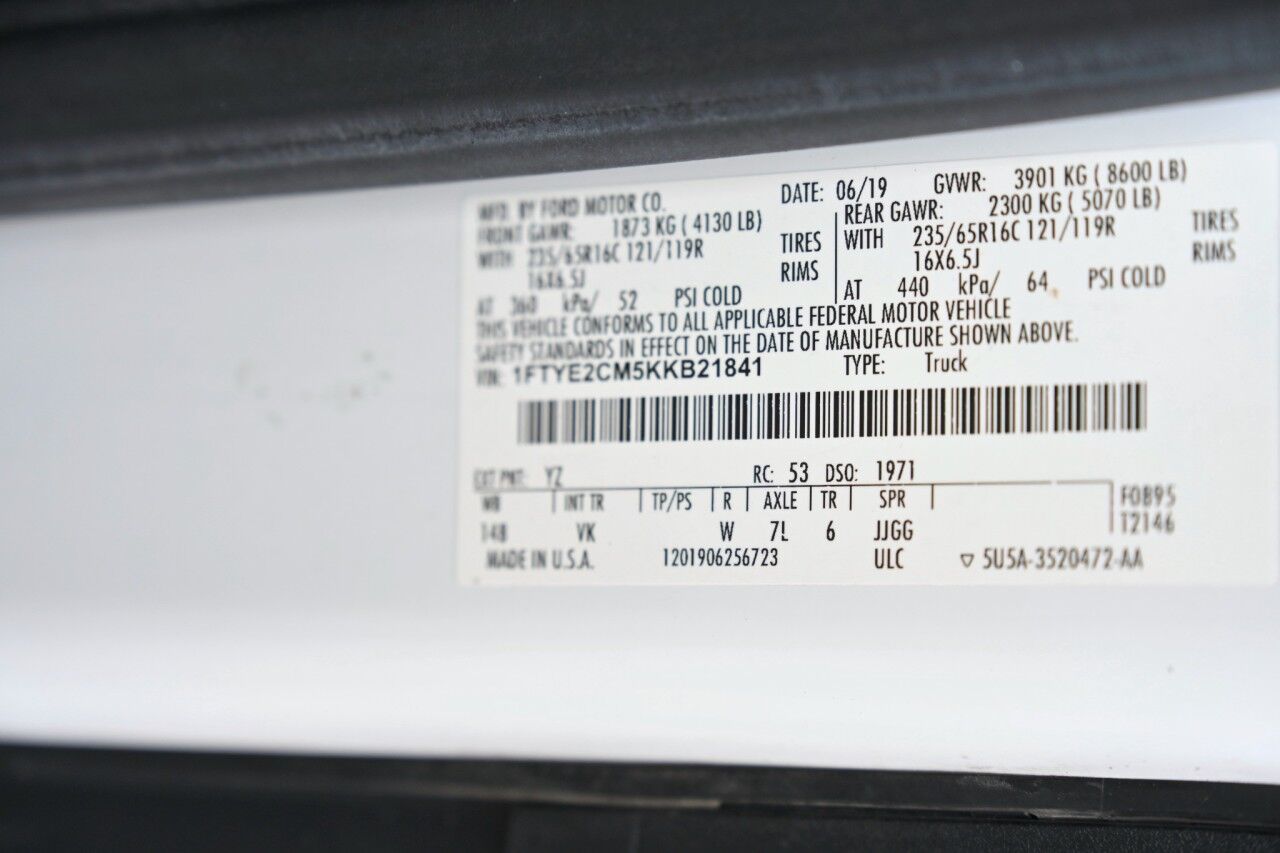 MFD. BY FORD MOTOR CO. DATE: 06/19 GVWR: 3901 KG ( 8600 LB)
FRONT GAWR: 1873 KG ( 4130 LB) REAR GAWR: 2300 KG ( 5070 LB)
WITH 235/65R16C 121/119R TIRES WITH 235/65R16C 121/119R TIRES
16X6.5J RIMS 16X6.5J RIMS
AT 360 kPa/ 52 PSI COLD AT 440 kPa/ 64 PSI COLD
THIS VEHICLE CONFORMS TO ALL APPLICABLE FEDERAL MOTOR VEHICLE
SAFETY STANDARDS IN EFFECT ON THE DATE OF MANUFACTURE SHOWN ABOVE.
VIN: 1FTYE2CM5KKB21841 TYPE: Truck
EXT PNT: YZ RC: 53 DSO: 1971
WB INT TR TP/PS R AXLE TR SPR F0895
148 VK W 7L 6 JJGG T2146
MADE IN U.S.A. 1201906256723 ULC ▽ 5U5A-3520472-AA